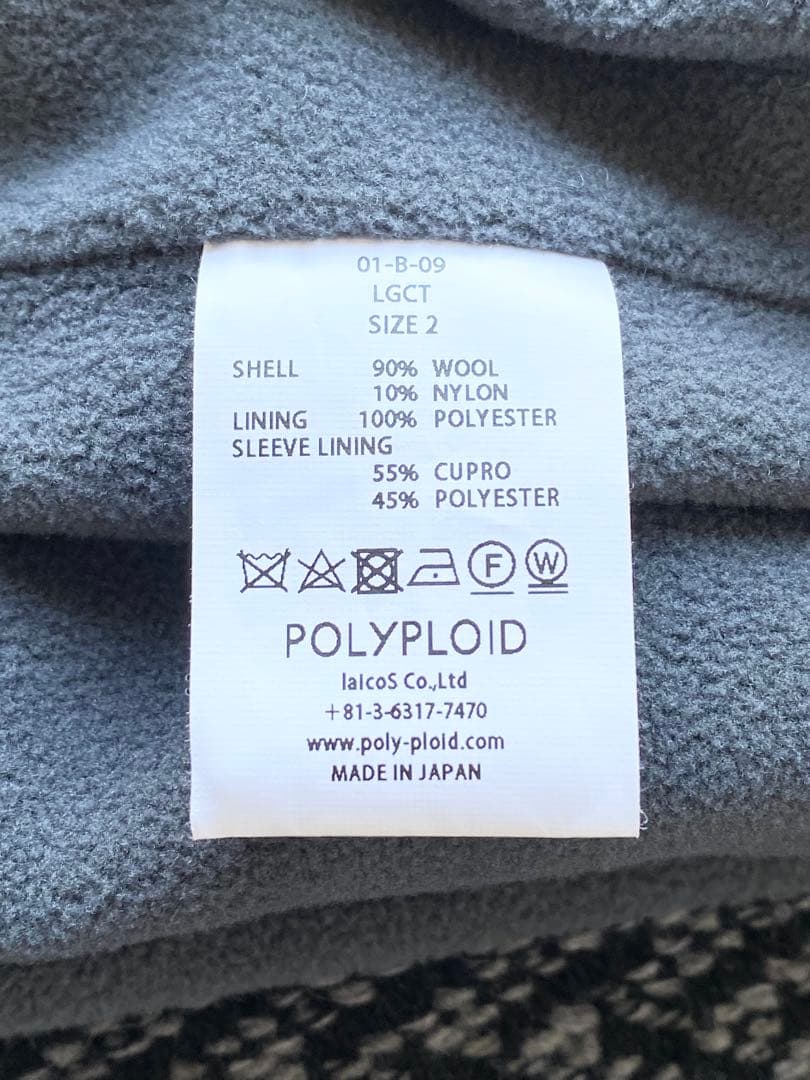 01-B-09
LGCT
SIZE 2
SHELL 90% WOOL
10% NYLON
LINING 100% POLYESTER
SLEEVE LINING
55% CUPRO
45% POLYESTER
F W
POLYPLOID
IaIcoS Co.,Ltd
+81-3-6317-7470
www.poly-ploid.com
MADE IN JAPAN